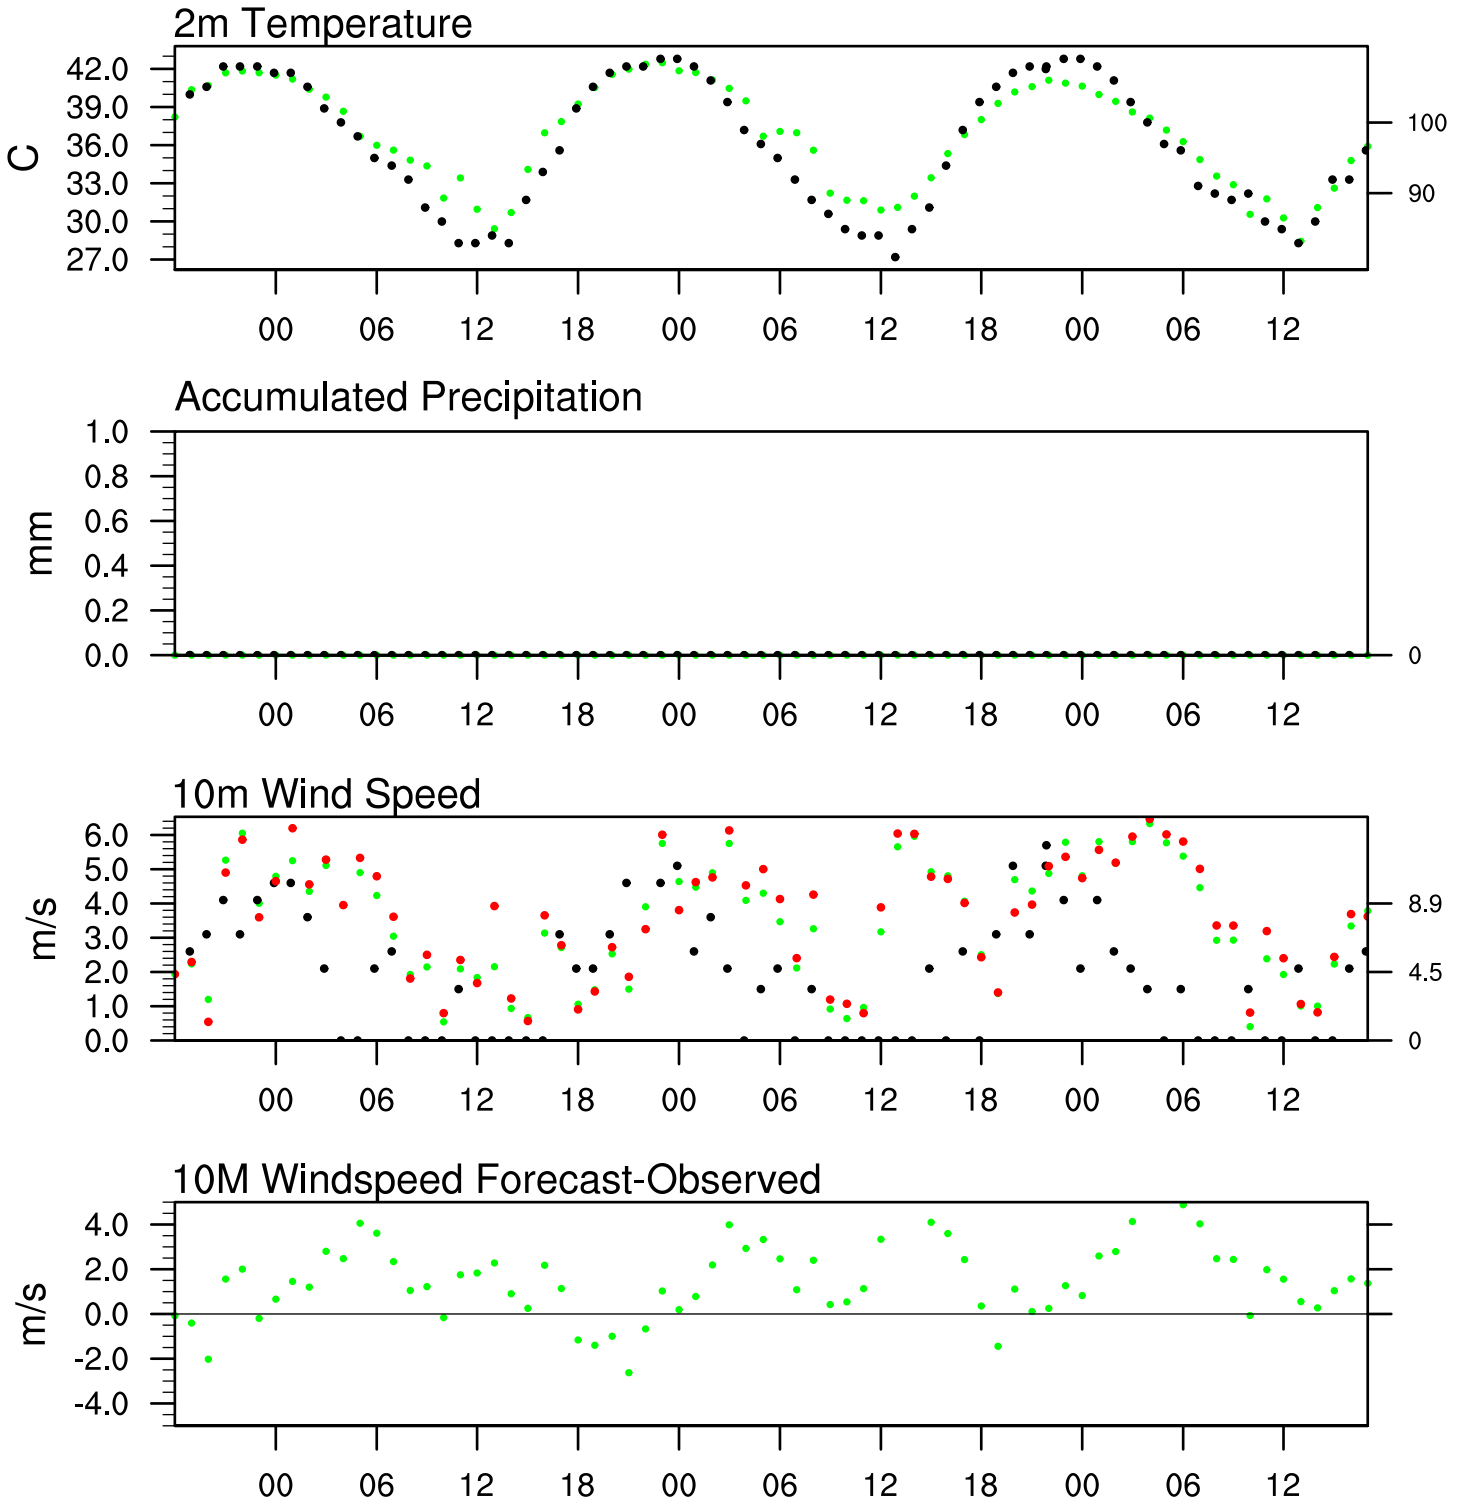 2m Temperature
42.0
39.0
36.0
33.0
30.0
27.0
C
100
90
00 06 12 18 00 06 12 18 00 06 12
Accumulated Precipitation
1.0
0.8
0.6
0.4
0.2
0.0
mm
0
00 06 12 18 00 06 12 18 00 06 12
10m Wind Speed
6.0
5.0
4.0
3.0
2.0
1.0
0.0
m/s
8.9
4.5
0
00 06 12 18 00 06 12 18 00 06 12
10M Windspeed Forecast-Observed
4.0
2.0
0.0
-2.0
-4.0
m/s
00 06 12 18 00 06 12 18 00 06 12